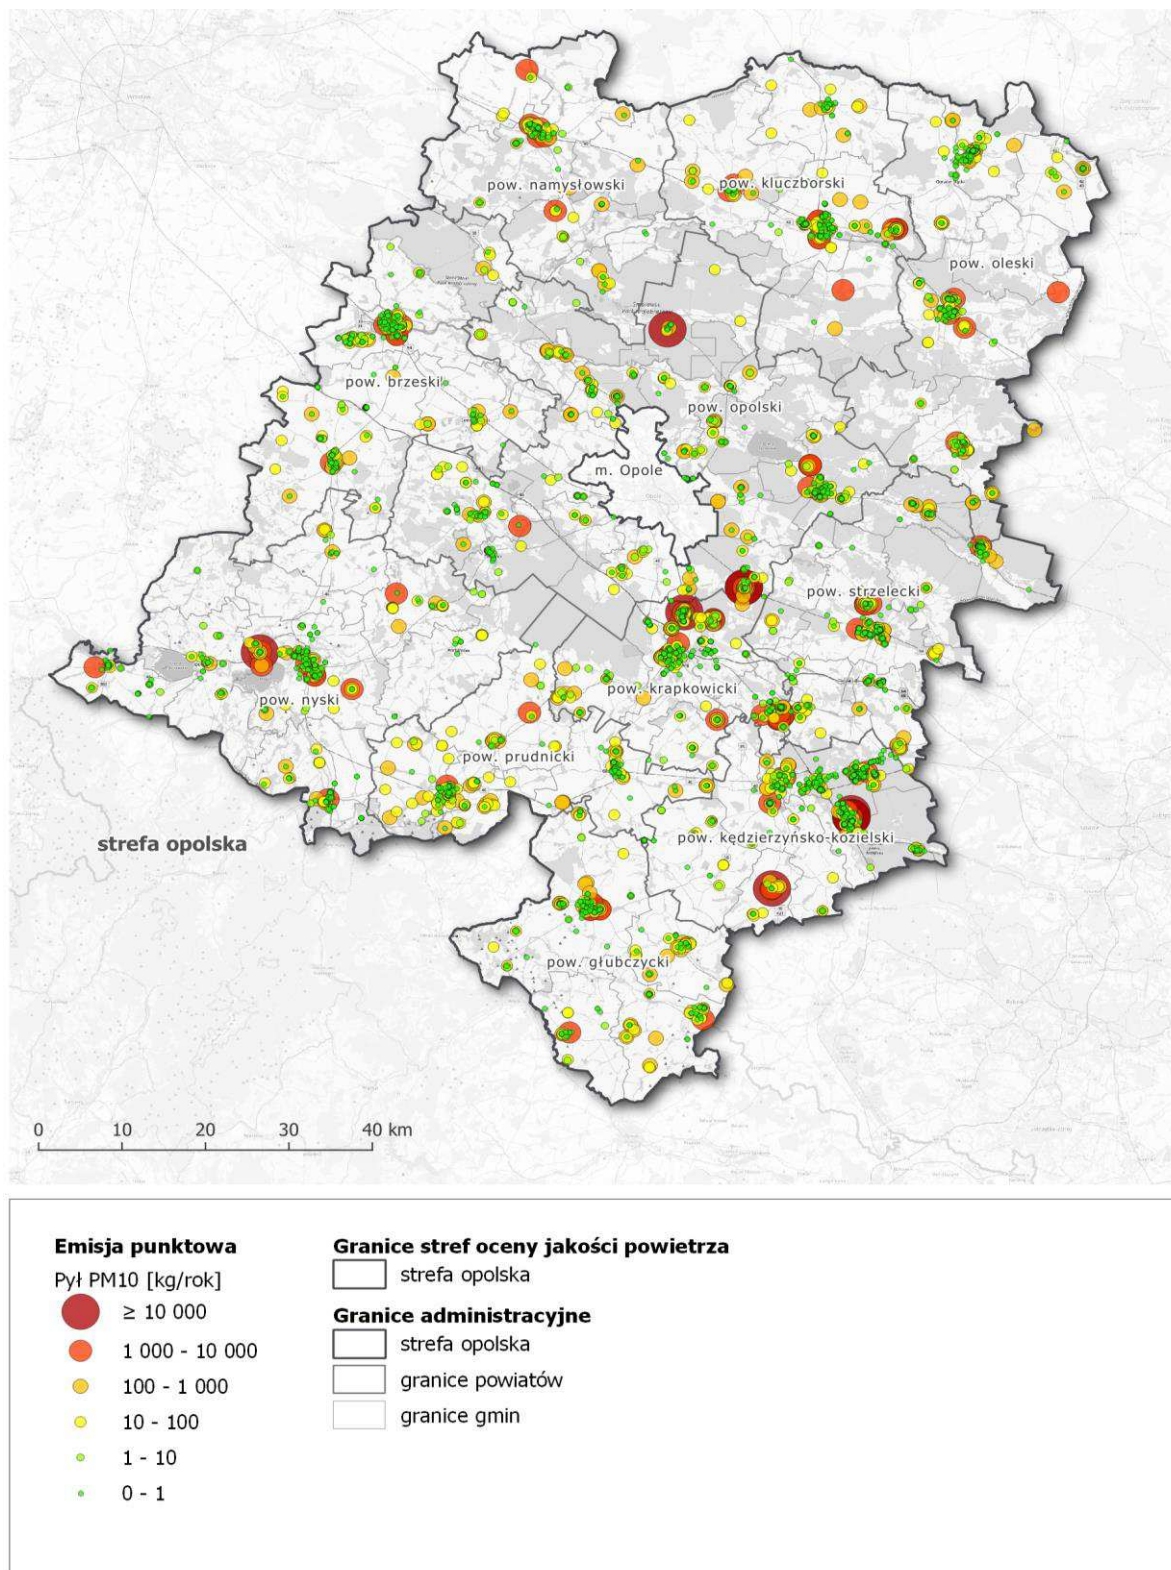 pow. namysłowski
pow. kluczborski
pow. oleski
pow. brzeski
pow. opolski
m. Opole
pow. strzelecki
pow. nyski
pow. krapkowicki
pow. prudnicki
strefa opolska
pow. kędzierzyńsko-kozielski
pow. głubczycki
0 10 20 30 40 km
Emisja punktowa
Pył PM10 [kg/rok]
≥ 10 000
1 000 - 10 000
100 - 1 000
10 - 100
1 - 10
0 - 1
Granice stref oceny jakości powietrza
strefa opolska
Granice administracyjne
strefa opolska
granice powiatów
granice gmin